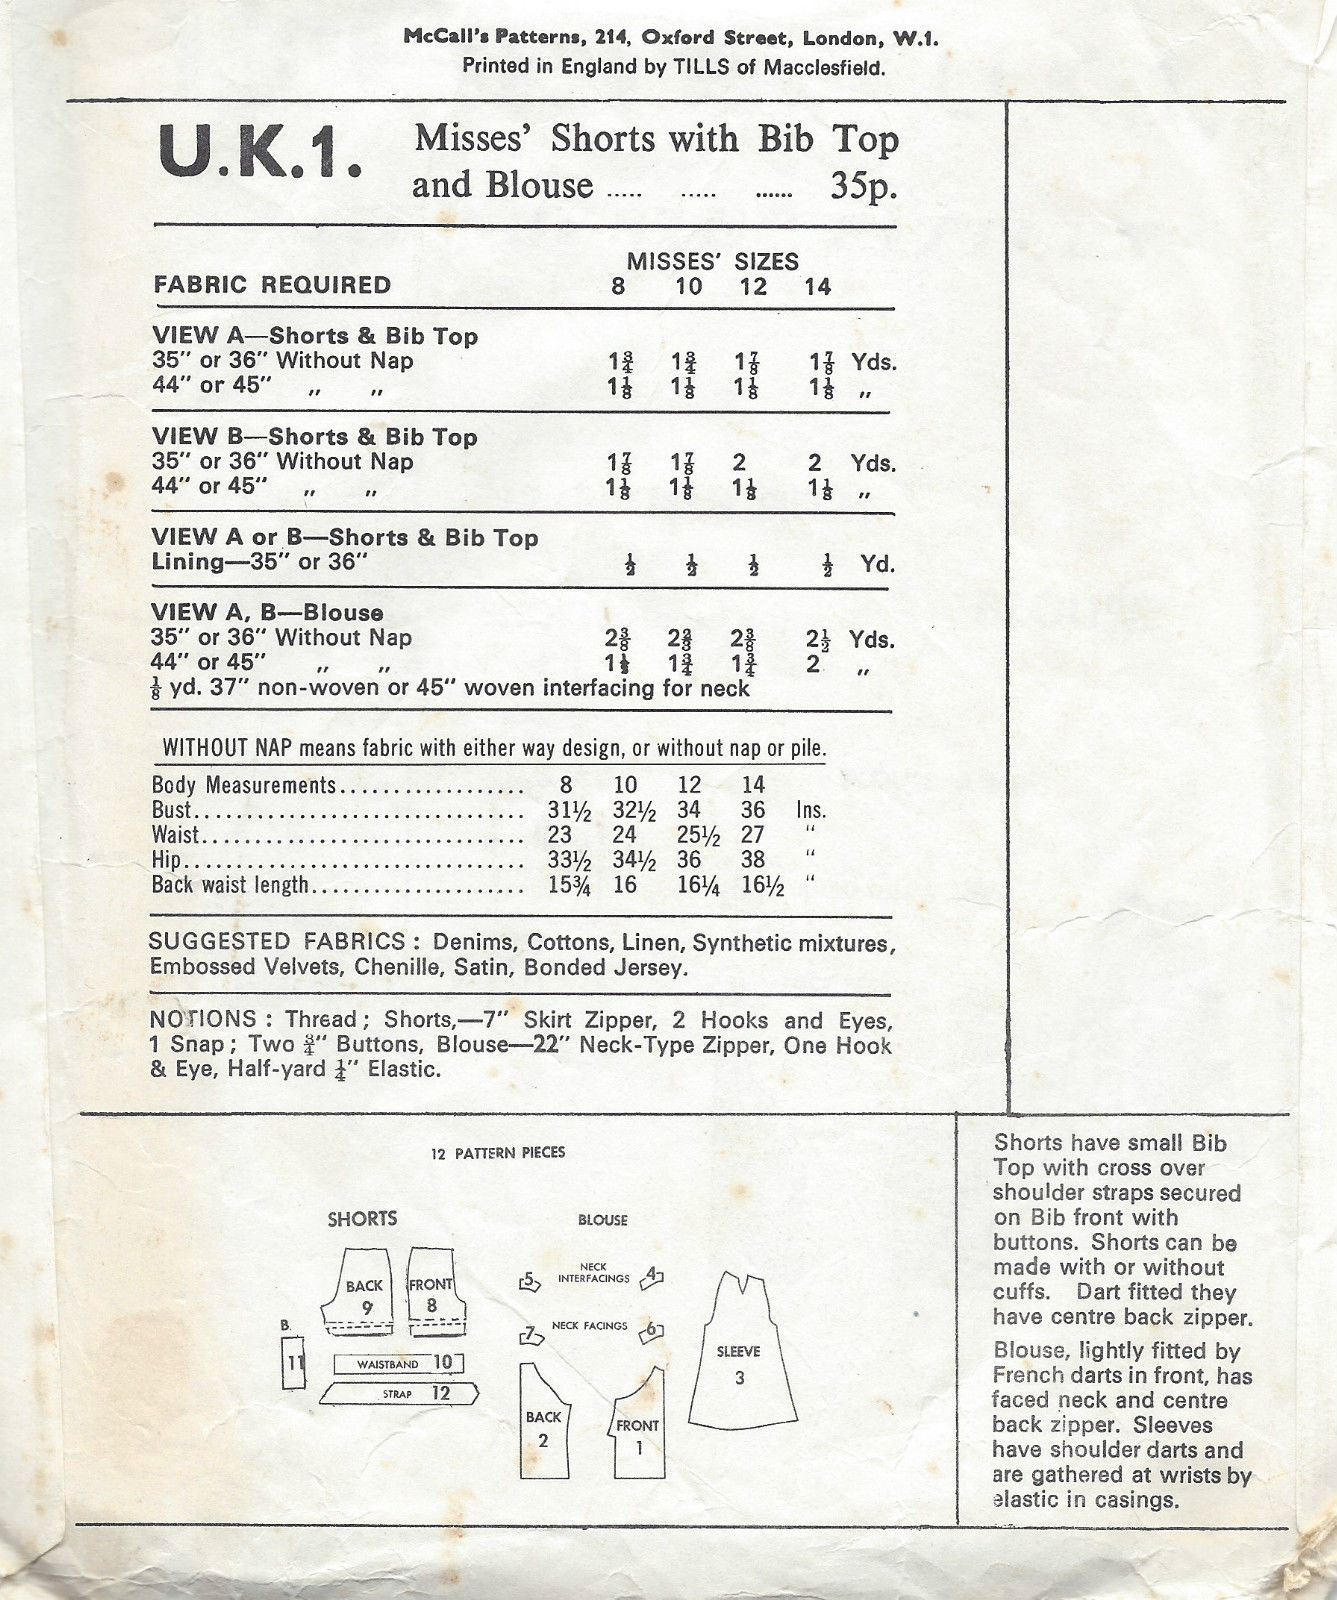 McCall's Patterns, 214, Oxford Street, London, W.1.
Printed in England by TILLS of Macclesfield.
U.K.1. Misses' Shorts with Bib Top
and Blouse ..... ..... ...... 35p.
MISSES' SIZES
FABRIC REQUIRED 8 10 12 14
VIEW A—Shorts & Bib Top
35" or 36" Without Nap 1¾ 1¾ 1⅞ 1⅞ Yds.
44" or 45" ,, ,, 1⅛ 1⅛ 1⅛ 1⅛ ,,
VIEW B—Shorts & Bib Top
35" or 36" Without Nap 1⅞ 1⅞ 2 2 Yds.
44" or 45" ,, ,, 1⅛ 1⅛ 1⅛ 1⅛ ,,
VIEW A or B—Shorts & Bib Top
Lining—35" or 36" ½ ½ ½ ½ Yd.
VIEW A, B—Blouse
35" or 36" Without Nap 2⅜ 2⅜ 2⅜ 2½ Yds.
44" or 45" ,, ,, 1¾ 1¾ 2 ,,
⅛ yd. 37" non-woven or 45" woven interfacing for neck
WITHOUT NAP means fabric with either way design, or without nap or pile.
Body Measurements.................. 8 10 12 14
Bust................................ 31½ 32½ 34 36 Ins.
Waist............................... 23 24 25½ 27 "
Hip................................. 33½ 34½ 36 38 "
Back waist length..................... 15¾ 16 16¼ 16½ "
SUGGESTED FABRICS : Denims, Cottons, Linen, Synthetic mixtures,
Embossed Velvets, Chenille, Satin, Bonded Jersey.
NOTIONS : Thread ; Shorts,—7" Skirt Zipper, 2 Hooks and Eyes,
1 Snap ; Two ¾" Buttons, Blouse—22" Neck-Type Zipper, One Hook
& Eye, Half-yard ¼" Elastic.
12 PATTERN PIECES
SHORTS
BACK
9
FRONT
8
B.
11
WAISTBAND 10
STRAP 12
BLOUSE
5 NECK INTERFACINGS 4
7 NECK FACINGS 6
BACK
2
FRONT
1
SLEEVE
3
Shorts have small Bib
Top with cross over
shoulder straps secured
on Bib front with
buttons. Shorts can be
made with or without
cuffs. Dart fitted they
have centre back zipper.
Blouse, lightly fitted by
French darts in front, has
faced neck and centre
back zipper. Sleeves
have shoulder darts and
are gathered at wrists by
elastic in casings.